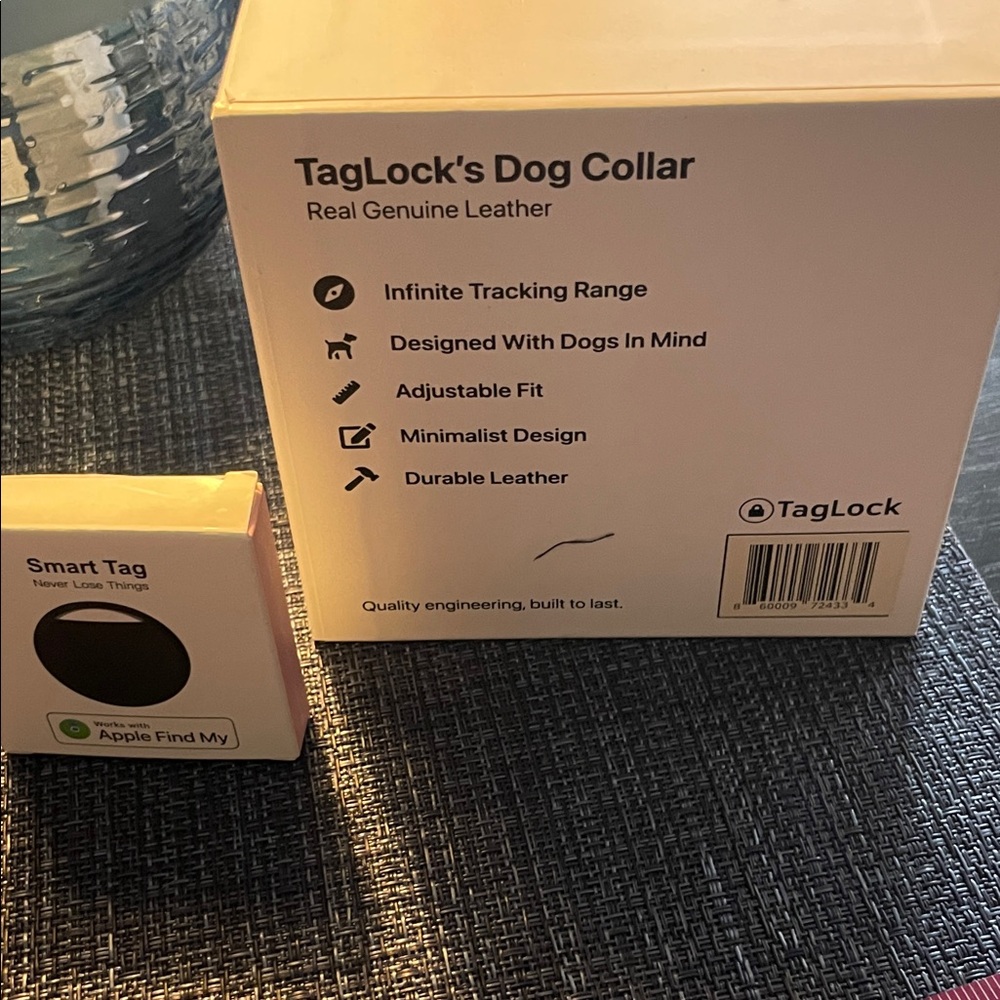 TagLock's Dog Collar
Real Genuine Leather
Infinite Tracking Range
Designed With Dogs In Mind
Adjustable Fit
Minimalist Design
Durable Leather
TagLock
8 60009 72433 4
Quality engineering, built to last.
Smart Tag
Never Lose Things
Works with
Apple Find My